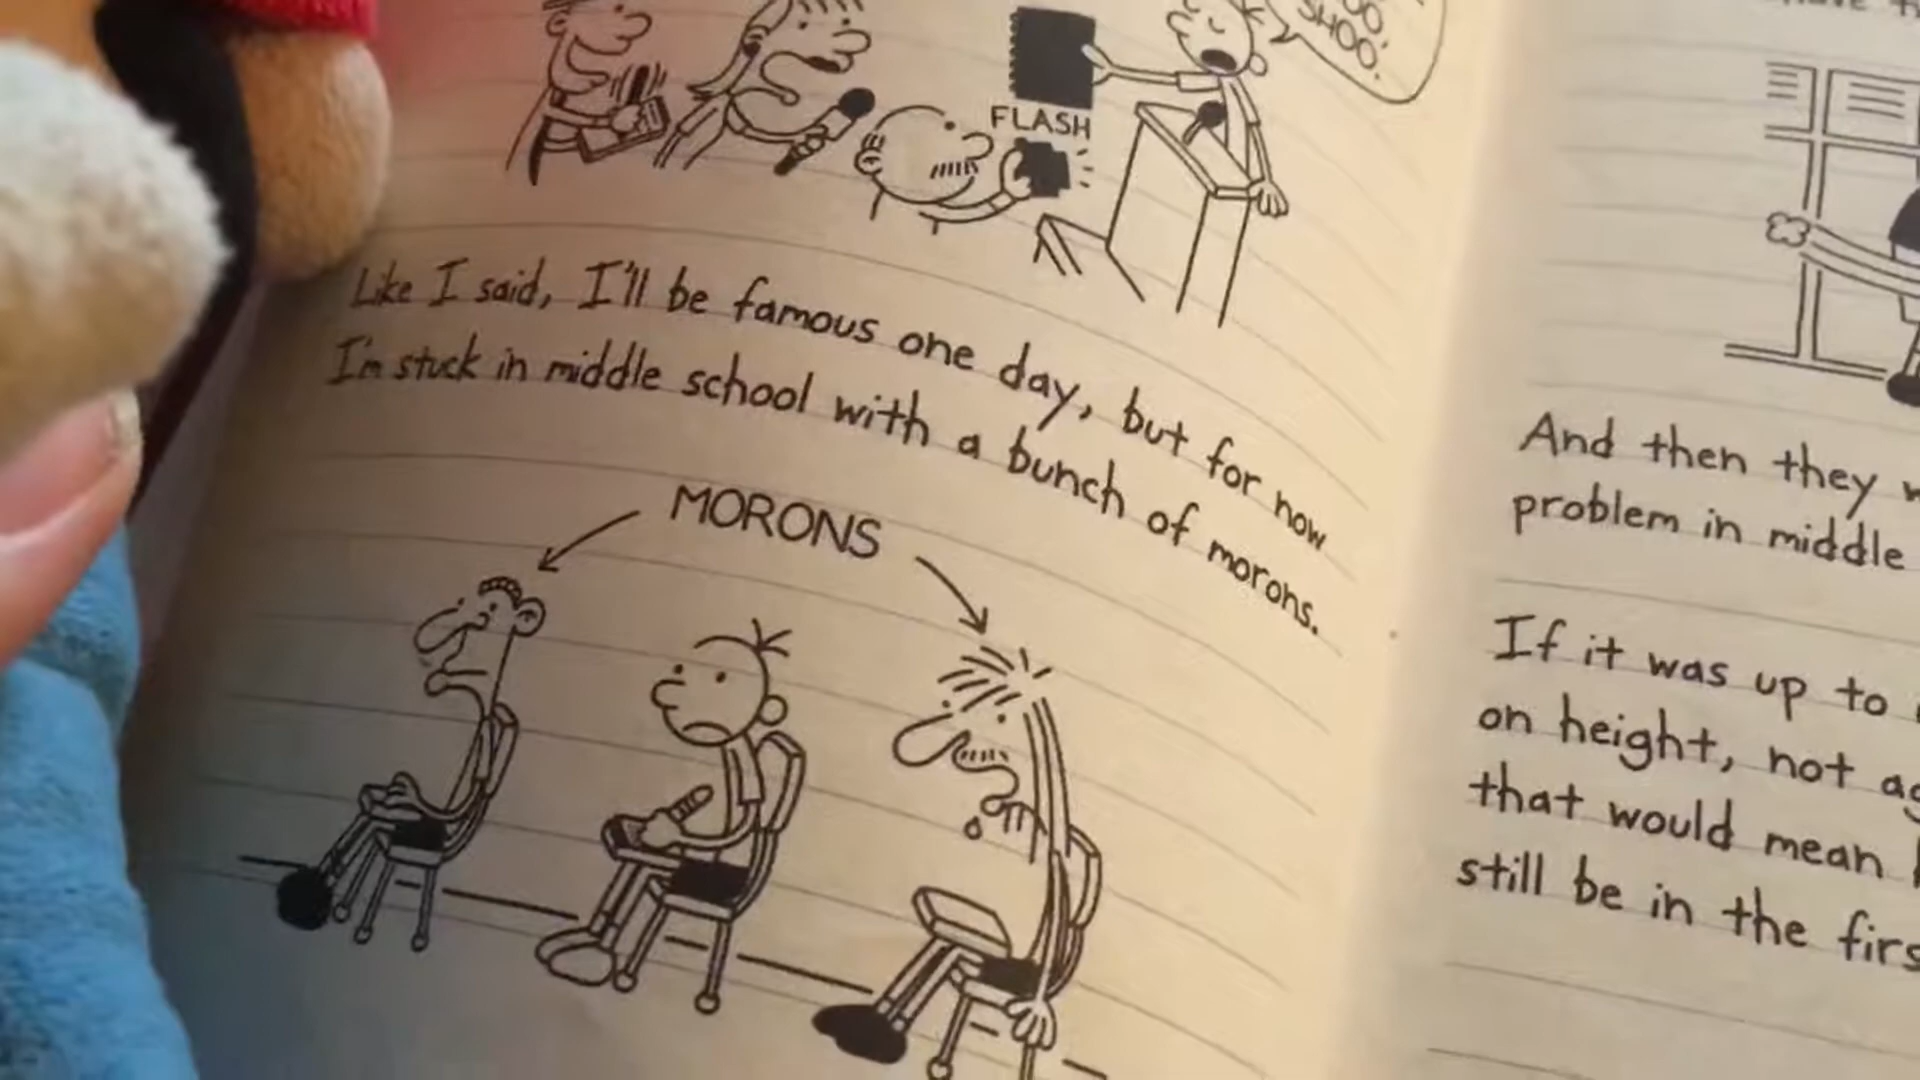 SHOO!
FLASH
Like I said, I'll be famous one day, but for now
I'm stuck in middle school with a bunch of morons.
MORONS
And then they
problem in middle
If it was up to
on height, not
that would mean
still be in the